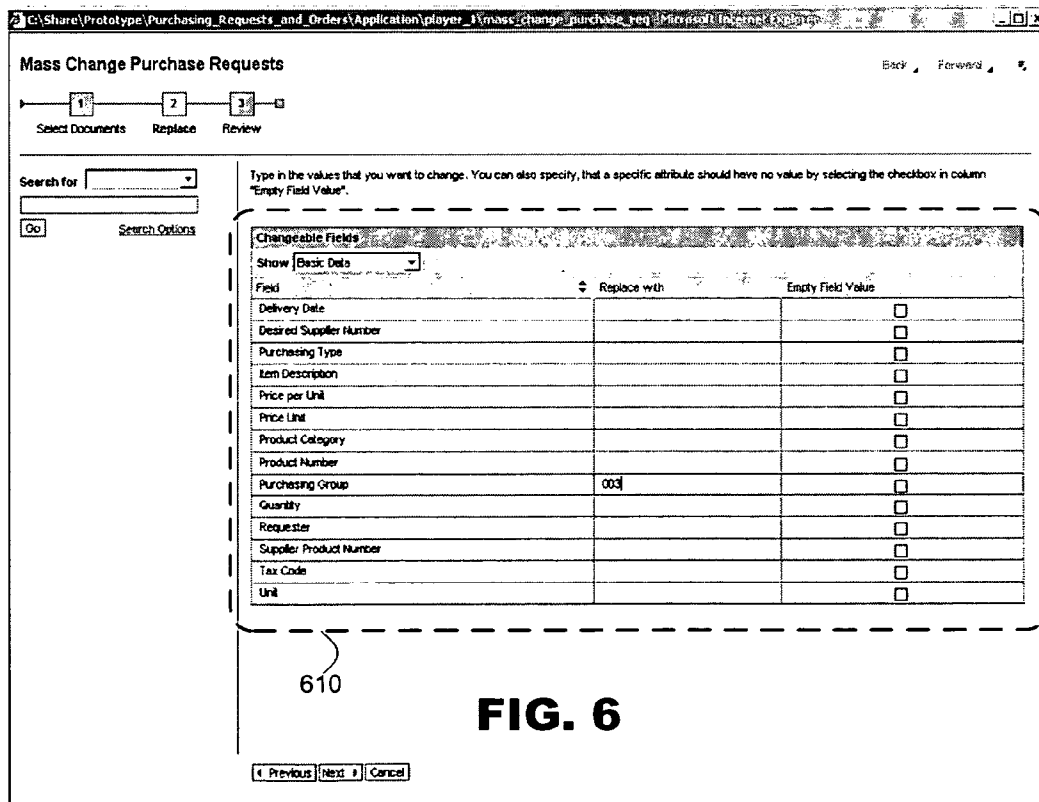 C:\Share\Prototype\Purchasing_Requests_and_Orders\Application\player_1\mass_change_purchase_req - Microsoft Internet Explorer
Mass Change Purchase Requests
Back Forward
1 2 3
Select Documents Replace Review
Search for
Go Search Options
Type in the values that you want to change. You can also specify, that a specific attribute should have no value by selecting the checkbox in column
"Empty Field Value".
Changeable Fields
Show Basic Data
Field Replace with Empty Field Value
Delivery Date
Desired Supplier Number
Purchasing Type
Item Description
Price per Unit
Price Unit
Product Category
Product Number
Purchasing Group 003
Quantity
Requester
Supplier Product Number
Tax Code
Unit
610
FIG. 6
Previous Next Cancel